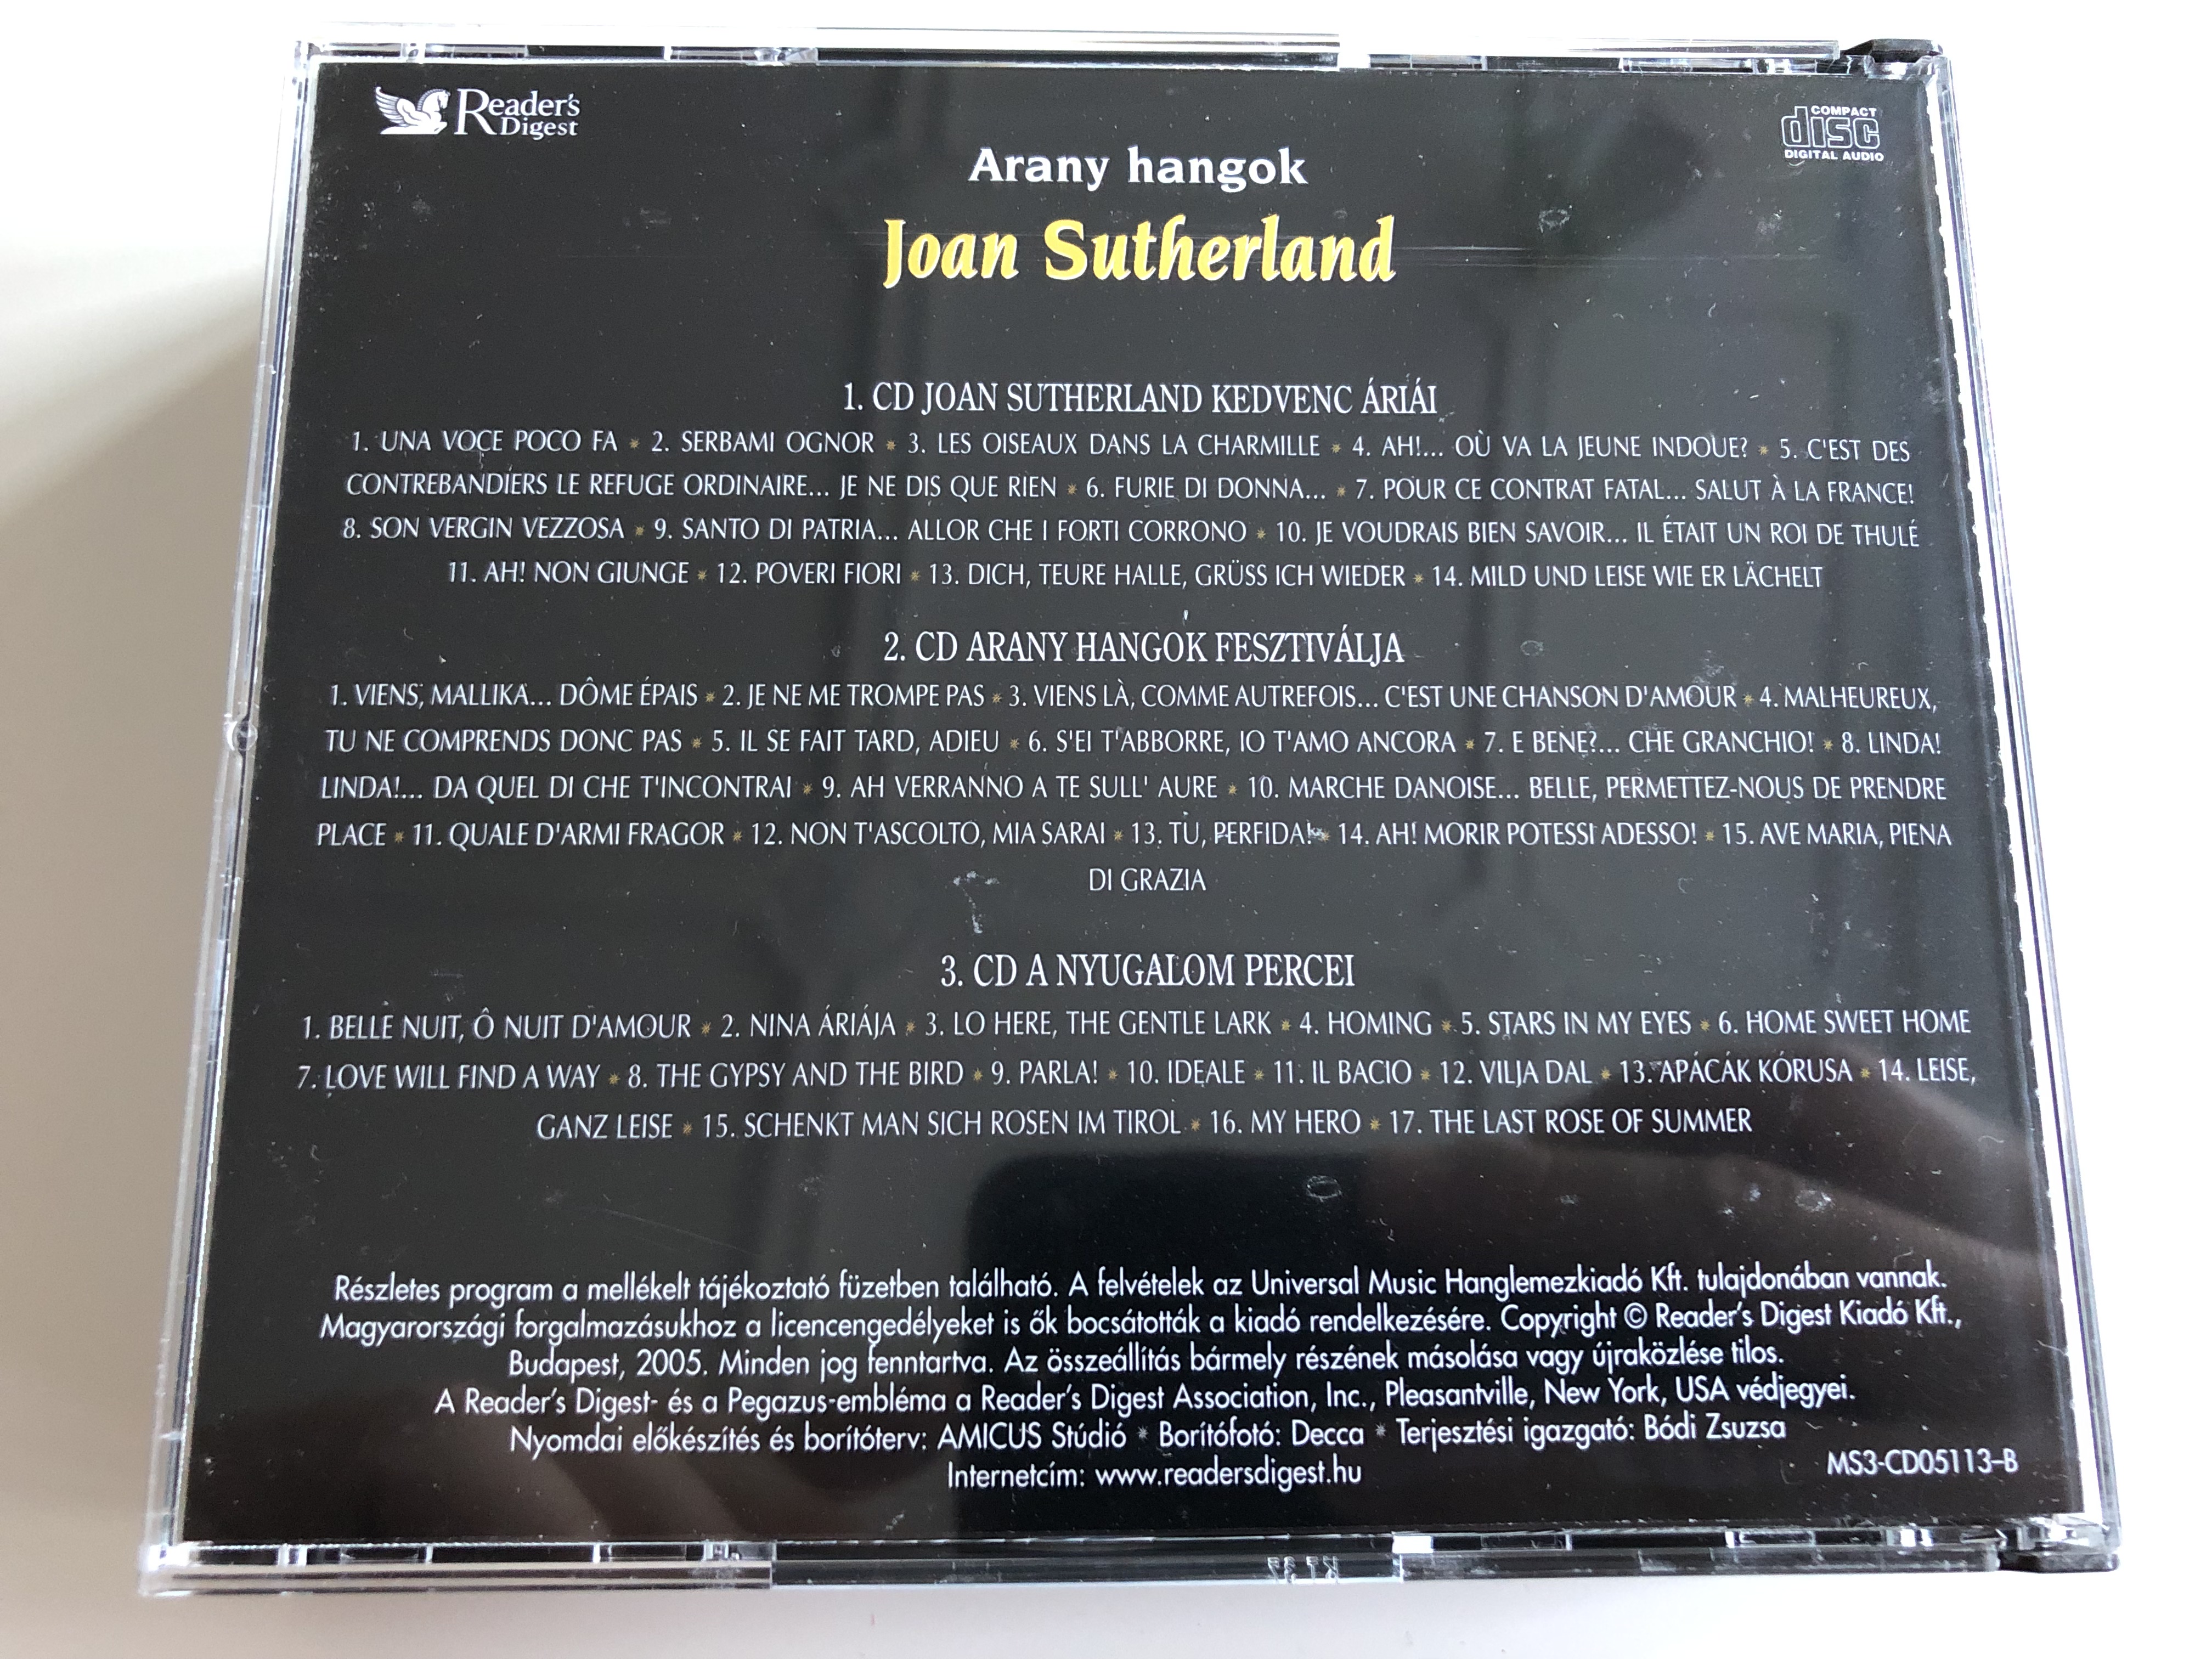 Reader's
Digest
COMPACT
disc
DIGITAL AUDIO
Arany hangok
Joan Sutherland
1. CD JOAN SUTHERLAND KEDVENC ÁRIÁI
1. UNA VOCE POCO FA * 2. SERBAMI OGNOR * 3. LES OISEAUX DANS LA CHARMILLE * 4. AH!... OÙ VA LA JEUNE INDOUE? * 5. C'EST DES
CONTREBANDIERS LE REFUGE ORDINAIRE... JE NE DIS QUE RIEN * 6. FURIE DI DONNA... * 7. POUR CE CONTRAT FATAL... SALUT À LA FRANCE!
8. SON VERGIN VEZZOSA * 9. SANTO DI PATRIA... ALLOR CHE I FORTI CORRONO * 10. JE VOUDRAIS BIEN SAVOIR... IL ÉTAIT UN ROI DE THULÉ
11. AH! NON GIUNGE * 12. POVERI FIORI * 13. DICH, TEURE HALLE, GRÜSS ICH WIEDER * 14. MILD UND LEISE WIE ER LÄCHELT
2. CD ARANY HANGOK FESZTIVÁLJA
1. VIENS, MALLIKA... DÔME ÉPAIS * 2. JE NE ME TROMPE PAS * 3. VIENS LÀ, COMME AUTREFOIS... C'EST UNE CHANSON D'AMOUR * 4. MALHEUREUX,
TU NE COMPRENDS DONC PAS * 5. IL SE FAIT TARD, ADIEU * 6. S'EI T'ABBORRE, IO T'AMO ANCORA * 7. E BENE?... CHE GRANCHIO! * 8. LINDA!
LINDA!... DA QUEL DI CHE T'INCONTRAI * 9. AH VERRANNO A TE SULL' AURE * 10. MARCHE DANOISE... BELLE, PERMETTEZ-NOUS DE PRENDRE
PLACE * 11. QUALE D'ARMI FRAGOR * 12. NON T'ASCOLTO, MIA SARAI * 13. TU, PERFIDA! * 14. AH! MORIR POTESSI ADESSO! * 15. AVE MARIA, PIENA
DI GRAZIA
3. CD A NYUGALOM PERCEI
1. BELLE NUIT, Ô NUIT D'AMOUR * 2. NINA ÁRIÁJA * 3. LO HERE, THE GENTLE LARK * 4. HOMING * 5. STARS IN MY EYES * 6. HOME SWEET HOME
7. LOVE WILL FIND A WAY * 8. THE GYPSY AND THE BIRD * 9. PARLA! * 10. IDEALE * 11. IL BACIO * 12. VILJA DAL * 13. APÁCÁK KÓRUSA * 14. LEISE,
GANZ LEISE * 15. SCHENKT MAN SICH ROSEN IM TIROL * 16. MY HERO * 17. THE LAST ROSE OF SUMMER
Részletes program a mellékelt tájékoztató füzetben található. A felvételek az Universal Music Hanglemezkiadó Kft. tulajdonában vannak.
Magyarországi forgalmazásukhoz a licencengedélyeket is ők bocsátották a kiadó rendelkezésére. Copyright © Reader's Digest Kiadó Kft.,
Budapest, 2005. Minden jog fenntartva. Az összeállítás bármely részének másolása vagy újraközlése tilos.
A Reader's Digest- és a Pegazus-embléma a Reader's Digest Association, Inc., Pleasantville, New York, USA védjegyei.
Nyomdai előkészítés és borítóterv: AMICUS Stúdió * Borítófotó: Decca * Terjesztési igazgató: Bódi Zsuzsa
Internetcím: www.readersdigest.hu
MS3-CD05113-B